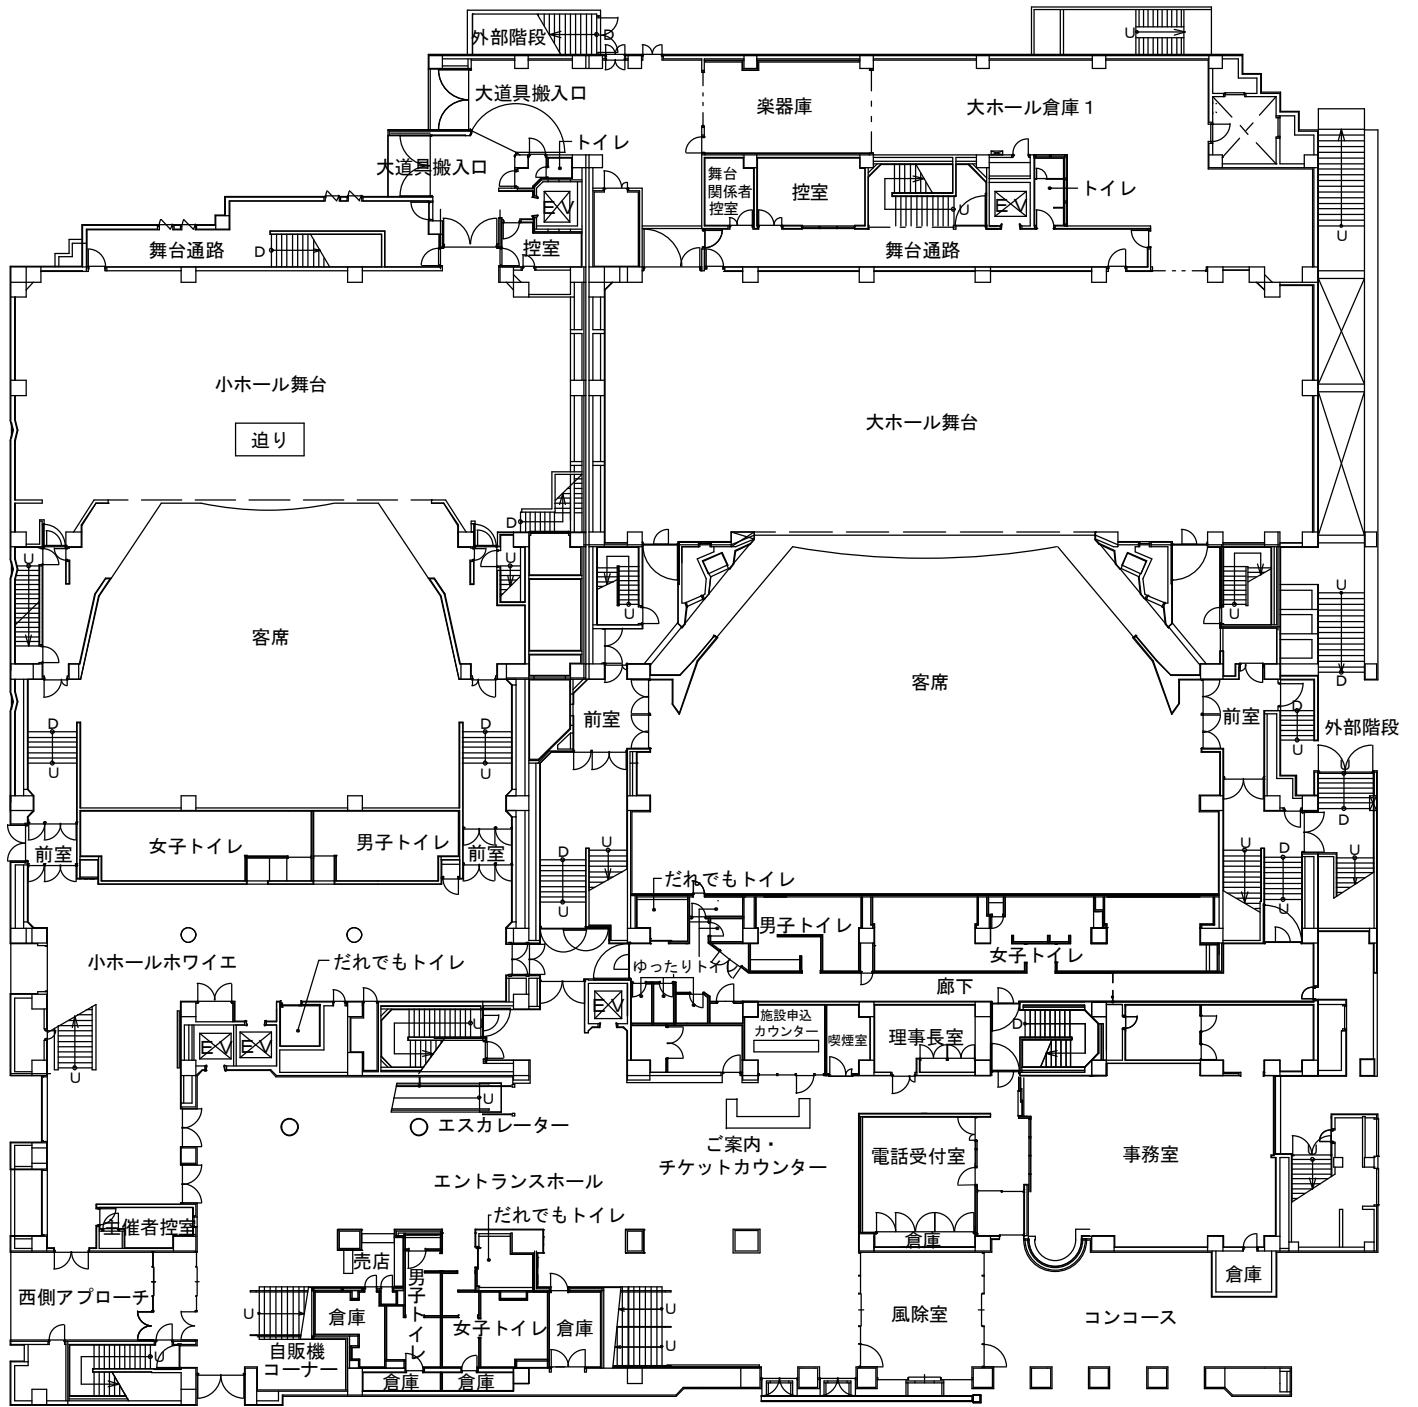 外部階段
D
U
大道具搬入口
楽器庫
大ホール倉庫1
トイレ
大道具搬入口
舞台
関係者
控室
控室
トイレ
EV
EV
U
U
舞台通路
D
控室
舞台通路
小ホール舞台
迫り
大ホール舞台
D
U
U
U
U
U
客席
客席
D
前室
前室
D
U
D
U
D
U
外部階段
U
D
女子トイレ
男子トイレ
前室
前室
U
D
U
U
D
U
U
だれでもトイレ
男子トイレ
女子トイレ
小ホールホワイエ
だれでもトイレ
ゆったりトイレ
廊下
EV
施設申込
カウンター
喫煙室
理事長室
D
U
EV
EV
U
U
エスカレーター
ご案内・
チケットカウンター
電話受付室
事務室
U
エントランスホール
だれでもトイレ
主催者控室
倉庫
売店
男子トイレ
倉庫
西側アプローチ
U
倉庫
女子トイレ
倉庫
U
U
風除室
コンコース
自販機
コーナー
U
倉庫
倉庫